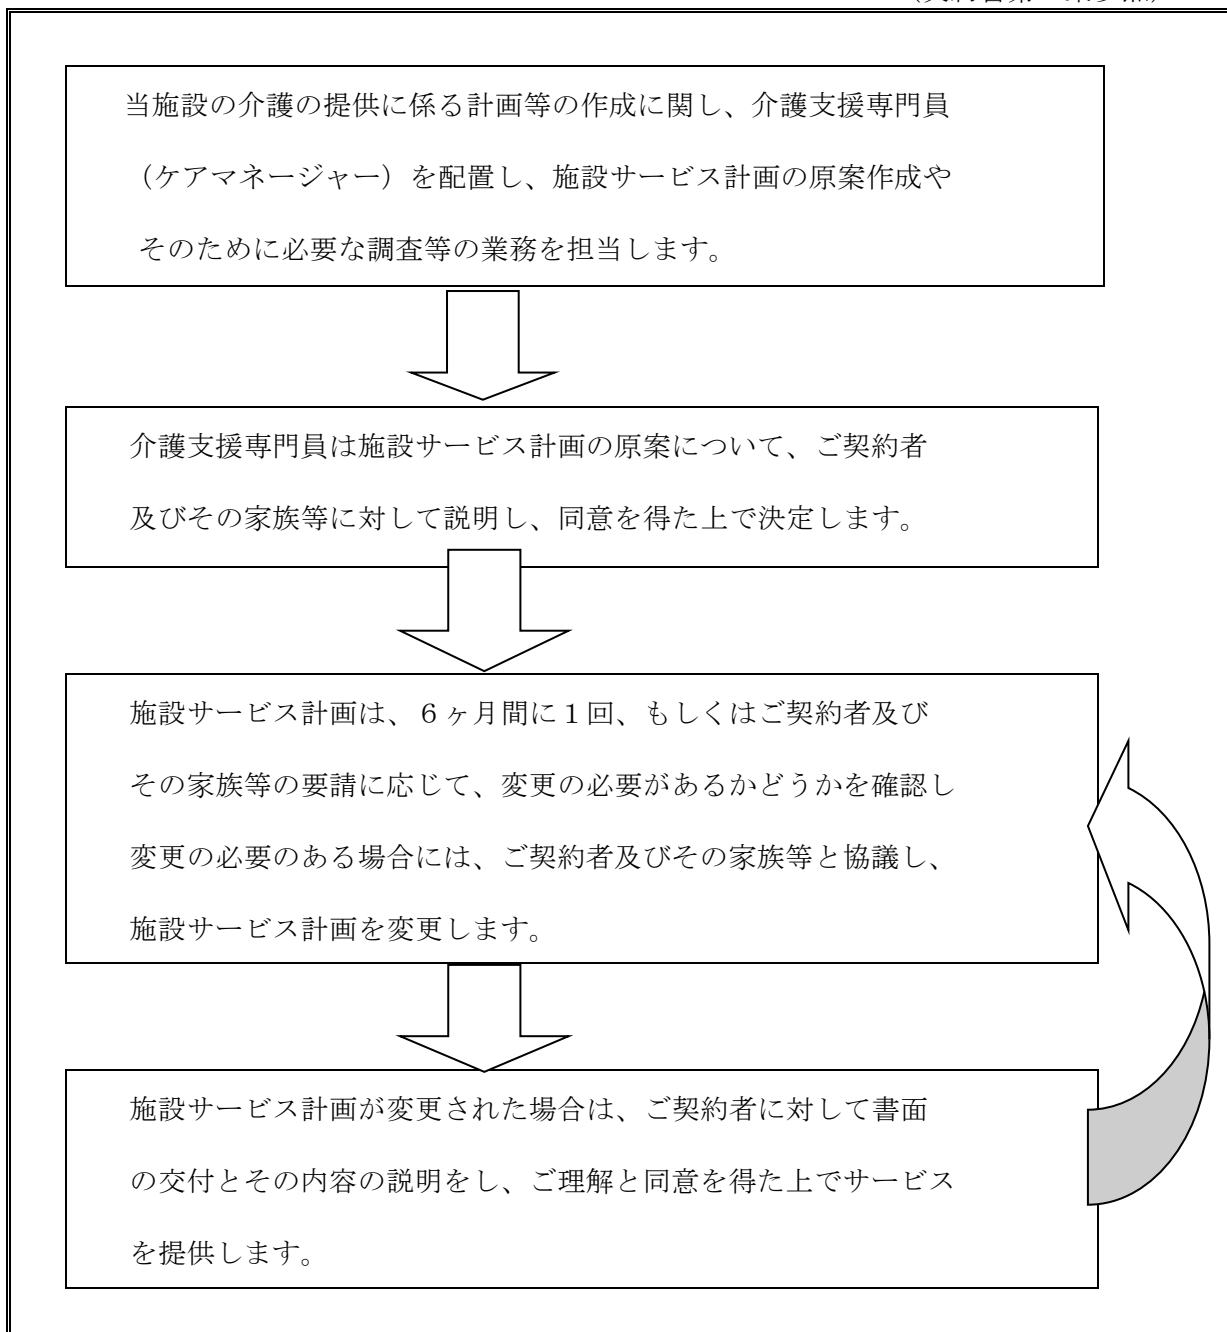 当施設の介護の提供に係る計画等の作成に関し、介護支援専門員
（ケアマネージャー）を配置し、施設サービス計画の原案作成や
そのために必要な調査等の業務を担当します。
介護支援専門員は施設サービス計画の原案について、ご契約者
及びその家族等に対して説明し、同意を得た上で決定します。
施設サービス計画は、６ヶ月間に１回、もしくはご契約者及び
その家族等の要請に応じて、変更の必要があるかどうかを確認し
変更の必要のある場合には、ご契約者及びその家族等と協議し、
施設サービス計画を変更します。
施設サービス計画が変更された場合は、ご契約者に対して書面
の交付とその内容の説明をし、ご理解と同意を得た上でサービス
を提供します。